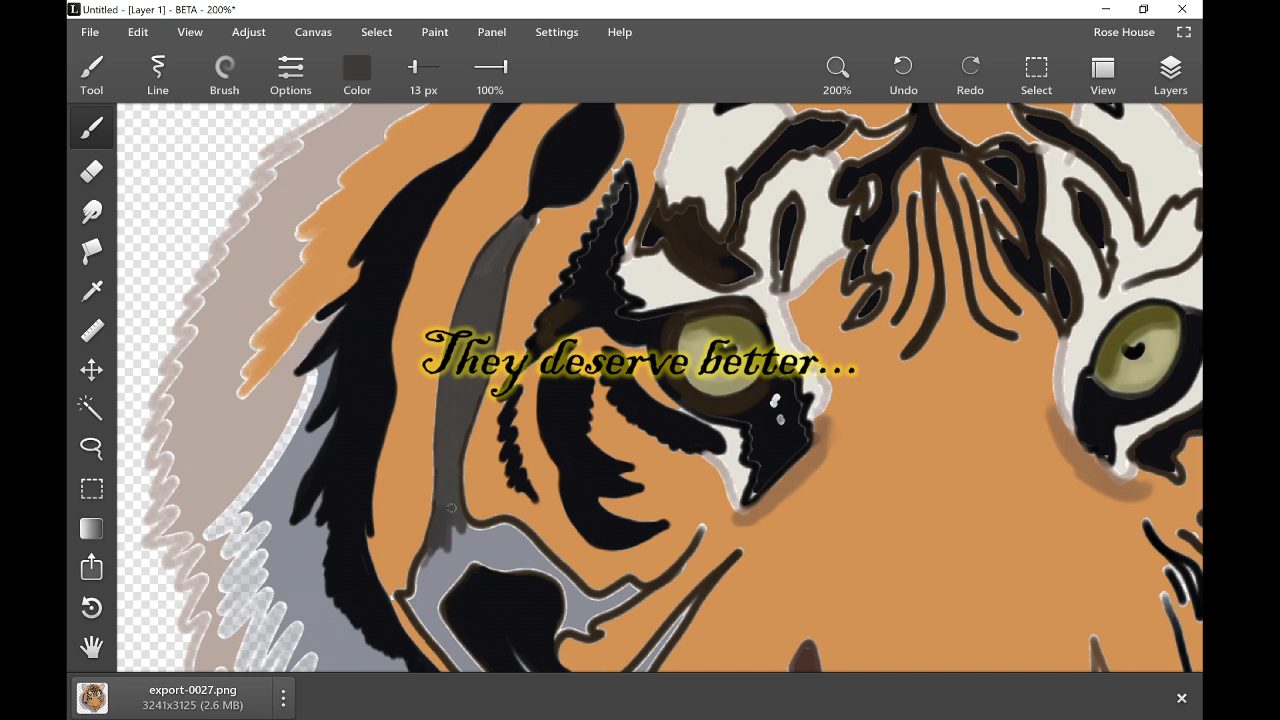 L Untitled - [Layer 1] - BETA - 200%*
File Edit View Adjust Canvas Select Paint Panel Settings Help Rose House
Tool Line Brush Options Color 13 px 100% 200% Undo Redo Select View Layers
They deserve better...
export-0027.png
3241x3125 (2.6 MB)